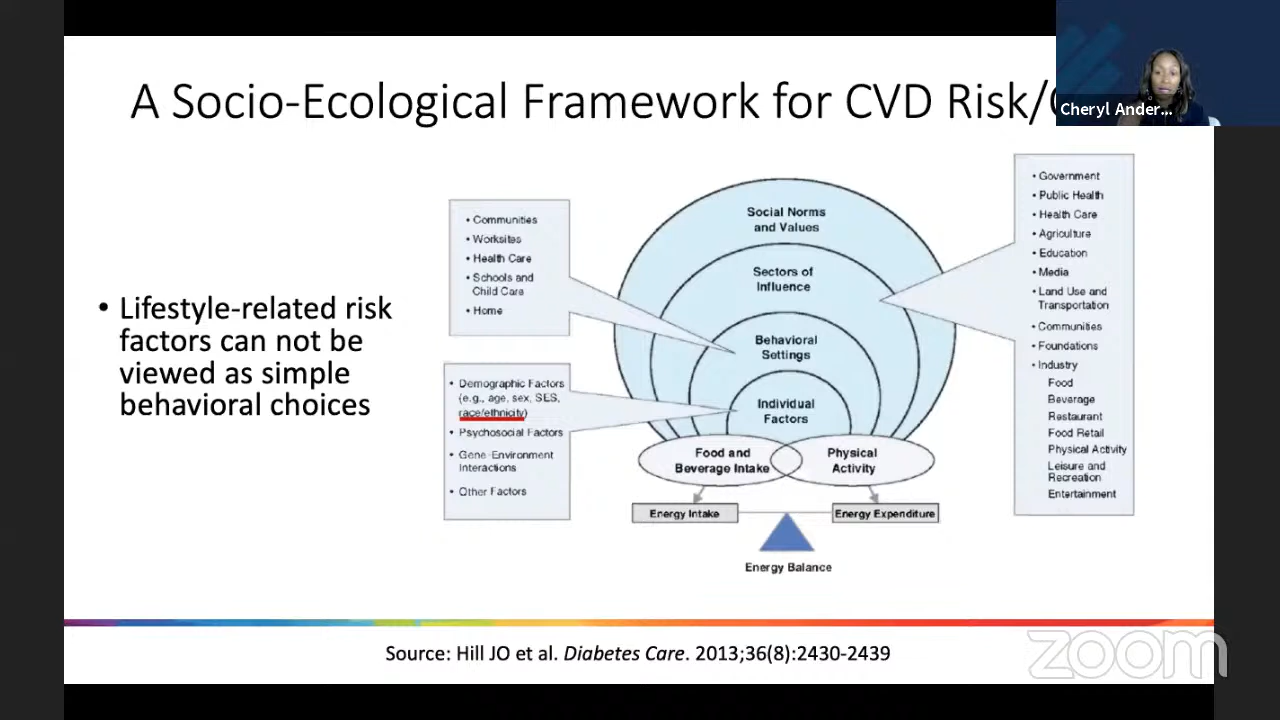 A Socio-Ecological Framework for CVD Risk/
Cheryl Ander...
• Lifestyle-related risk
factors can not be
viewed as simple
behavioral choices
• Communities
• Worksites
• Health Care
• Schools and
Child Care
• Home
• Demographic Factors
(e.g., age, sex, SES,
race/ethnicity)
• Psychosocial Factors
• Gene-Environment
Interactions
• Other Factors
Social Norms
and Values
Sectors of
Influence
Behavioral
Settings
Individual
Factors
Food and
Beverage Intake
Physical
Activity
Energy Intake
Energy Expenditure
Energy Balance
• Government
• Public Health
• Health Care
• Agriculture
• Education
• Media
• Land Use and
Transportation
• Communities
• Foundations
• Industry
Food
Beverage
Restaurant
Food Retail
Physical Activity
Leisure and
Recreation
Entertainment
Source: Hill JO et al. Diabetes Care. 2013;36(8):2430-2439
zoom